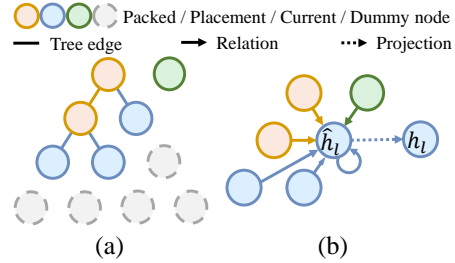 Packed / Placement / Current / Dummy node
Tree edge Relation Projection
ĥ_l h_l
(a) (b)